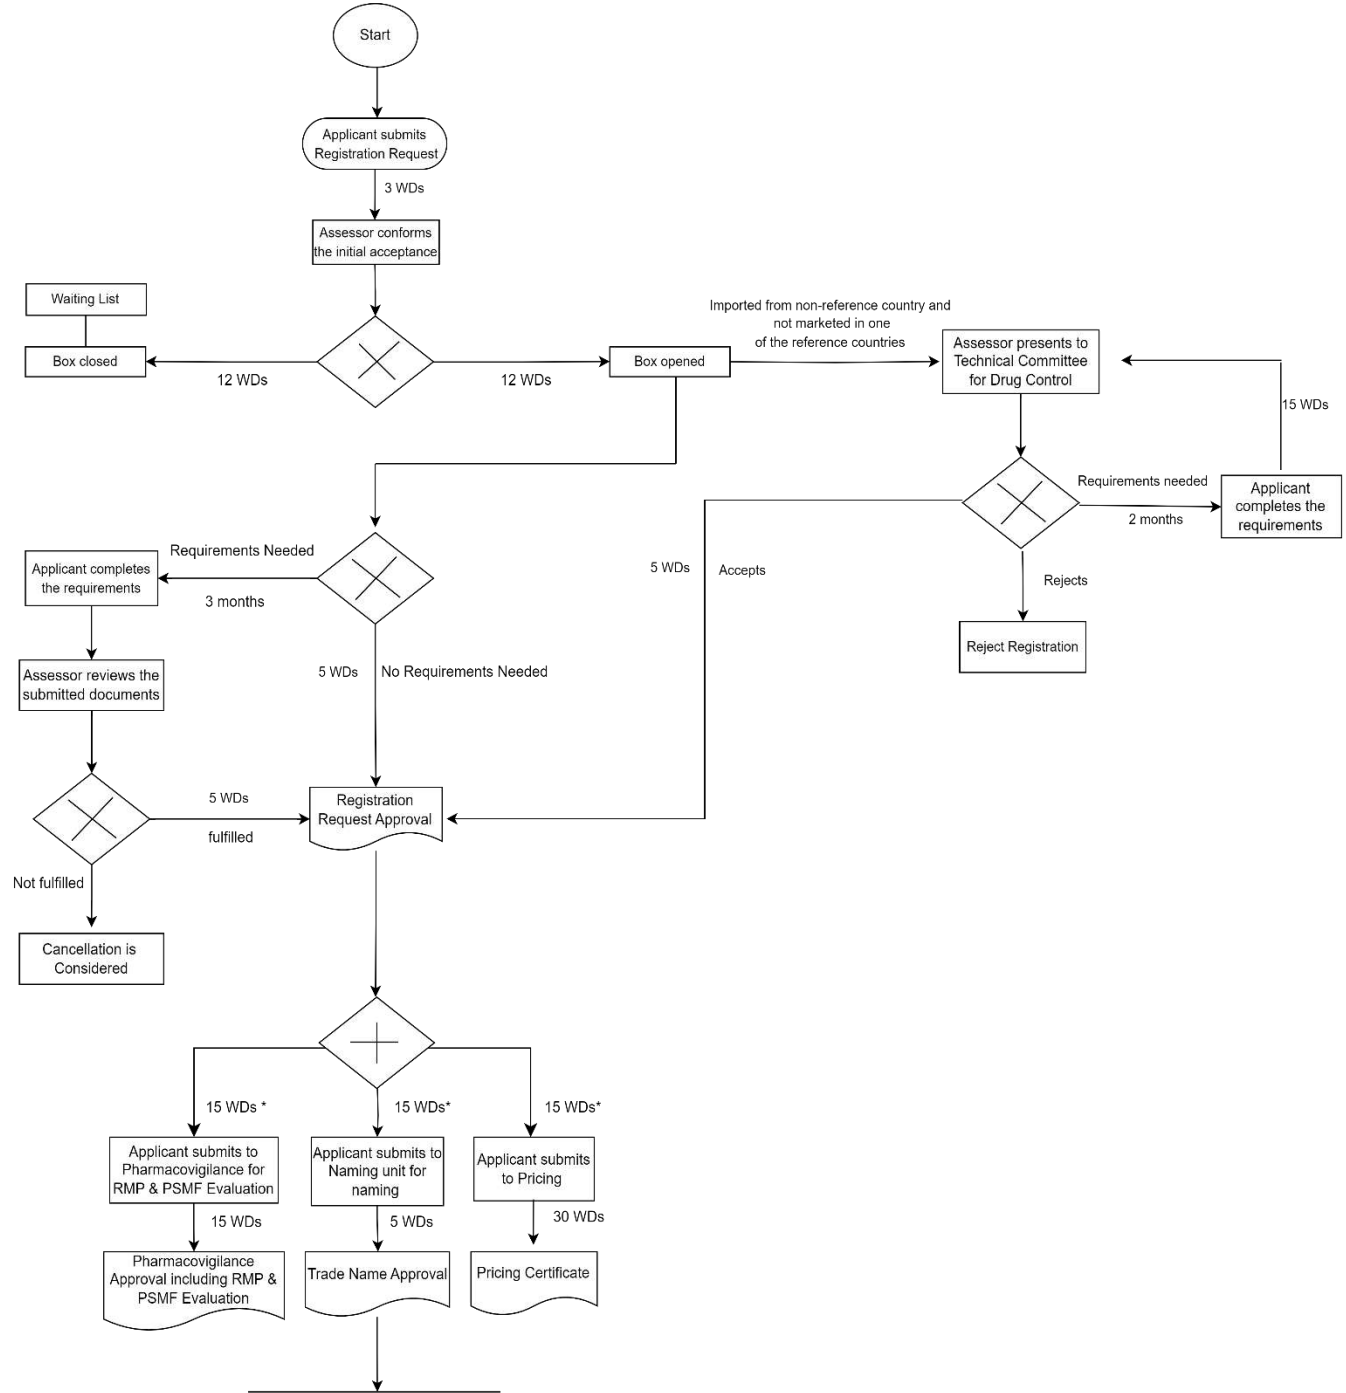 Start
Applicant submits
Registration Request
3 WDs
Assessor conforms
the initial acceptance
Waiting List
Box closed
12 WDs
12 WDs
Box opened
Imported from non-reference country and
not marketed in one
of the reference countries
Assessor presents to
Technical Committee
for Drug Control
15 WDs
Requirements needed
2 months
Applicant
completes the
requirements
5 WDs
Accepts
Rejects
Reject Registration
Requirements Needed
3 months
Applicant completes
the requirements
5 WDs
No Requirements Needed
Assessor reviews the
submitted documents
5 WDs
fulfilled
Registration
Request Approval
Not fulfilled
Cancellation is
Considered
15 WDs *
15 WDs*
15 WDs*
Applicant submits to
Pharmacovigilance for
RMP & PSMF Evaluation
Applicant submits to
Naming unit for
naming
Applicant submits
to Pricing
15 WDs
5 WDs
30 WDs
Pharmacovigilance
Approval including RMP &
PSMF Evaluation
Trade Name Approval
Pricing Certificate